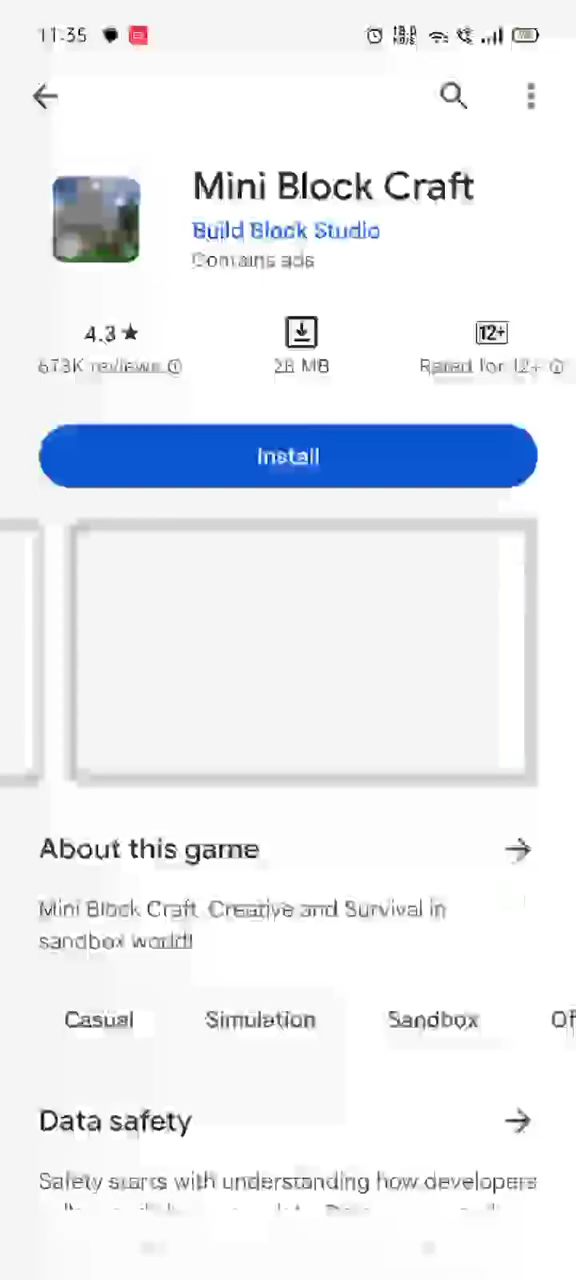 11:35
Mini Block Craft
Build Block Studio
Contains ads
4.3★
673K reviews
28 MB
12+
Rated for 12+
Install
About this game
Mini Block Craft. Creative and Survival in
sandbox world!
Casual
Simulation
Sandbox
Of
Data safety
Safety starts with understanding how developers